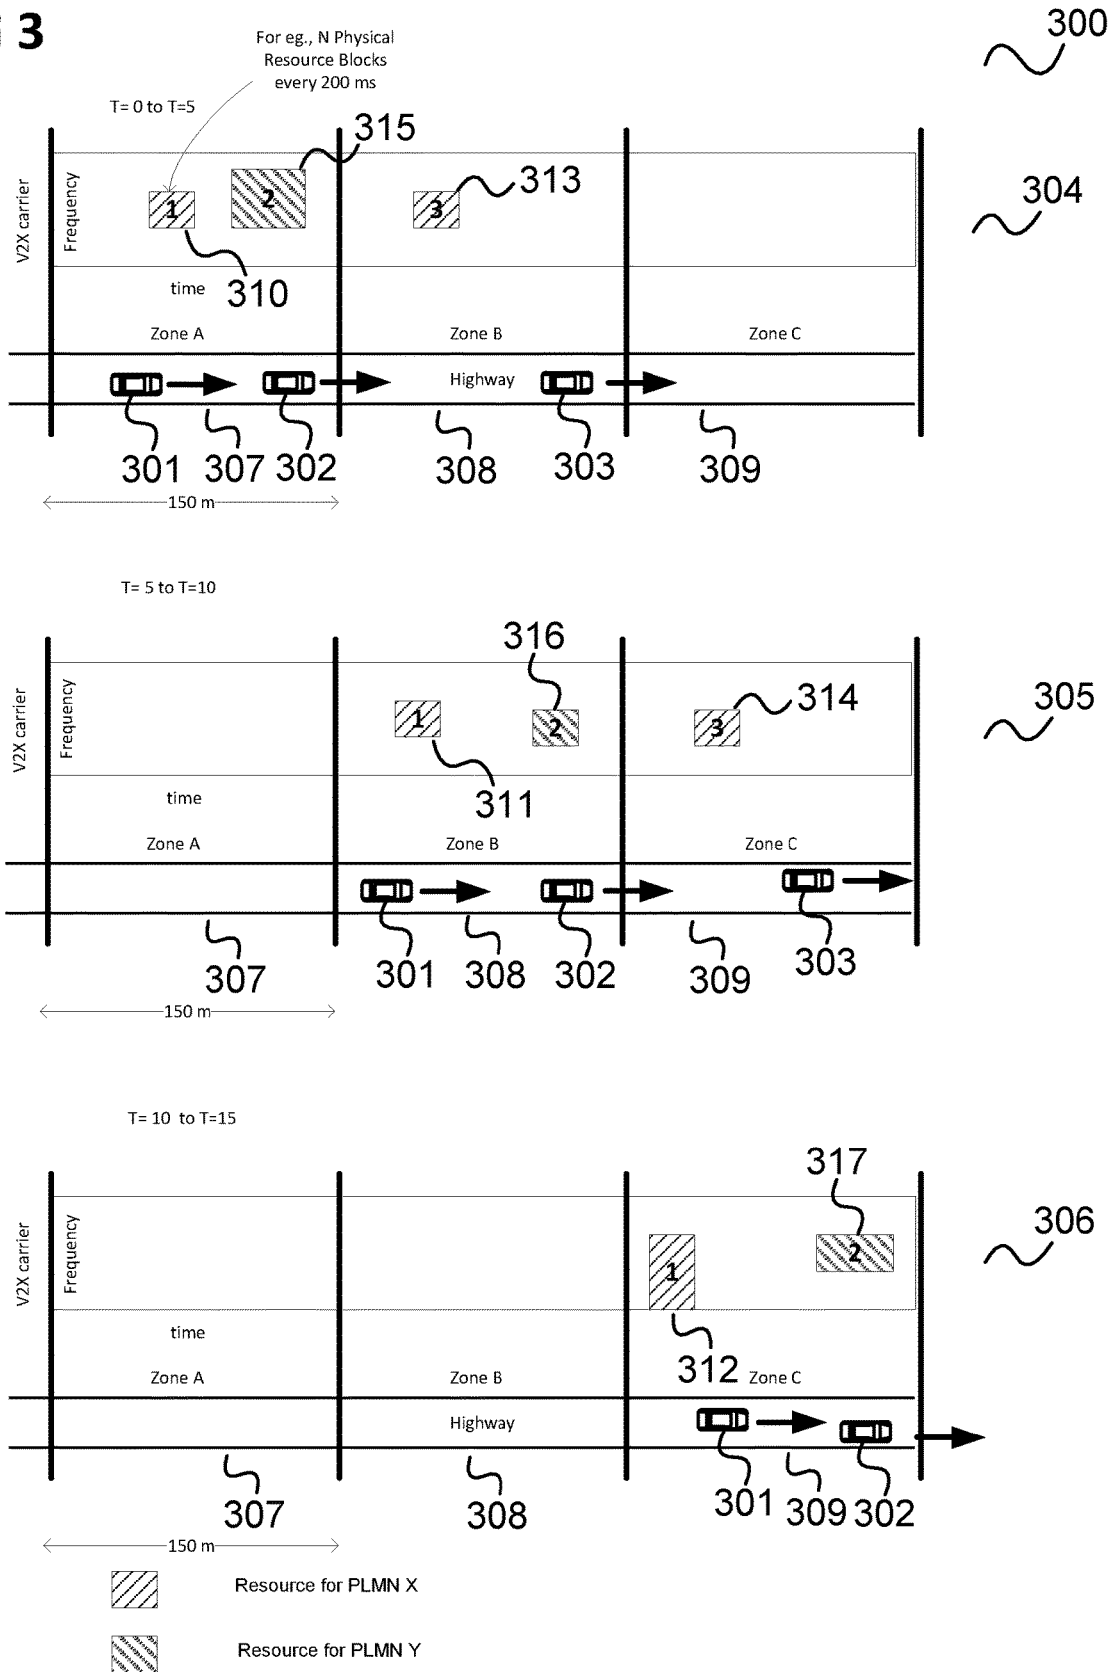 3
300
For eg., N Physical
Resource Blocks
every 200 ms
T= 0 to T=5
315
V2X carrier
Frequency
1
2
3
313
304
310
time
Zone A
Zone B
Zone C
Highway
301
307
302
308
303
309
150 m
T= 5 to T=10
316
V2X carrier
Frequency
1
2
3
314
305
311
time
Zone A
Zone B
Zone C
307
301
308
302
309
303
150 m
T= 10 to T=15
317
V2X carrier
Frequency
1
2
306
312
time
Zone A
Zone B
Zone C
Highway
307
308
301
309
302
150 m
Resource for PLMN X
Resource for PLMN Y